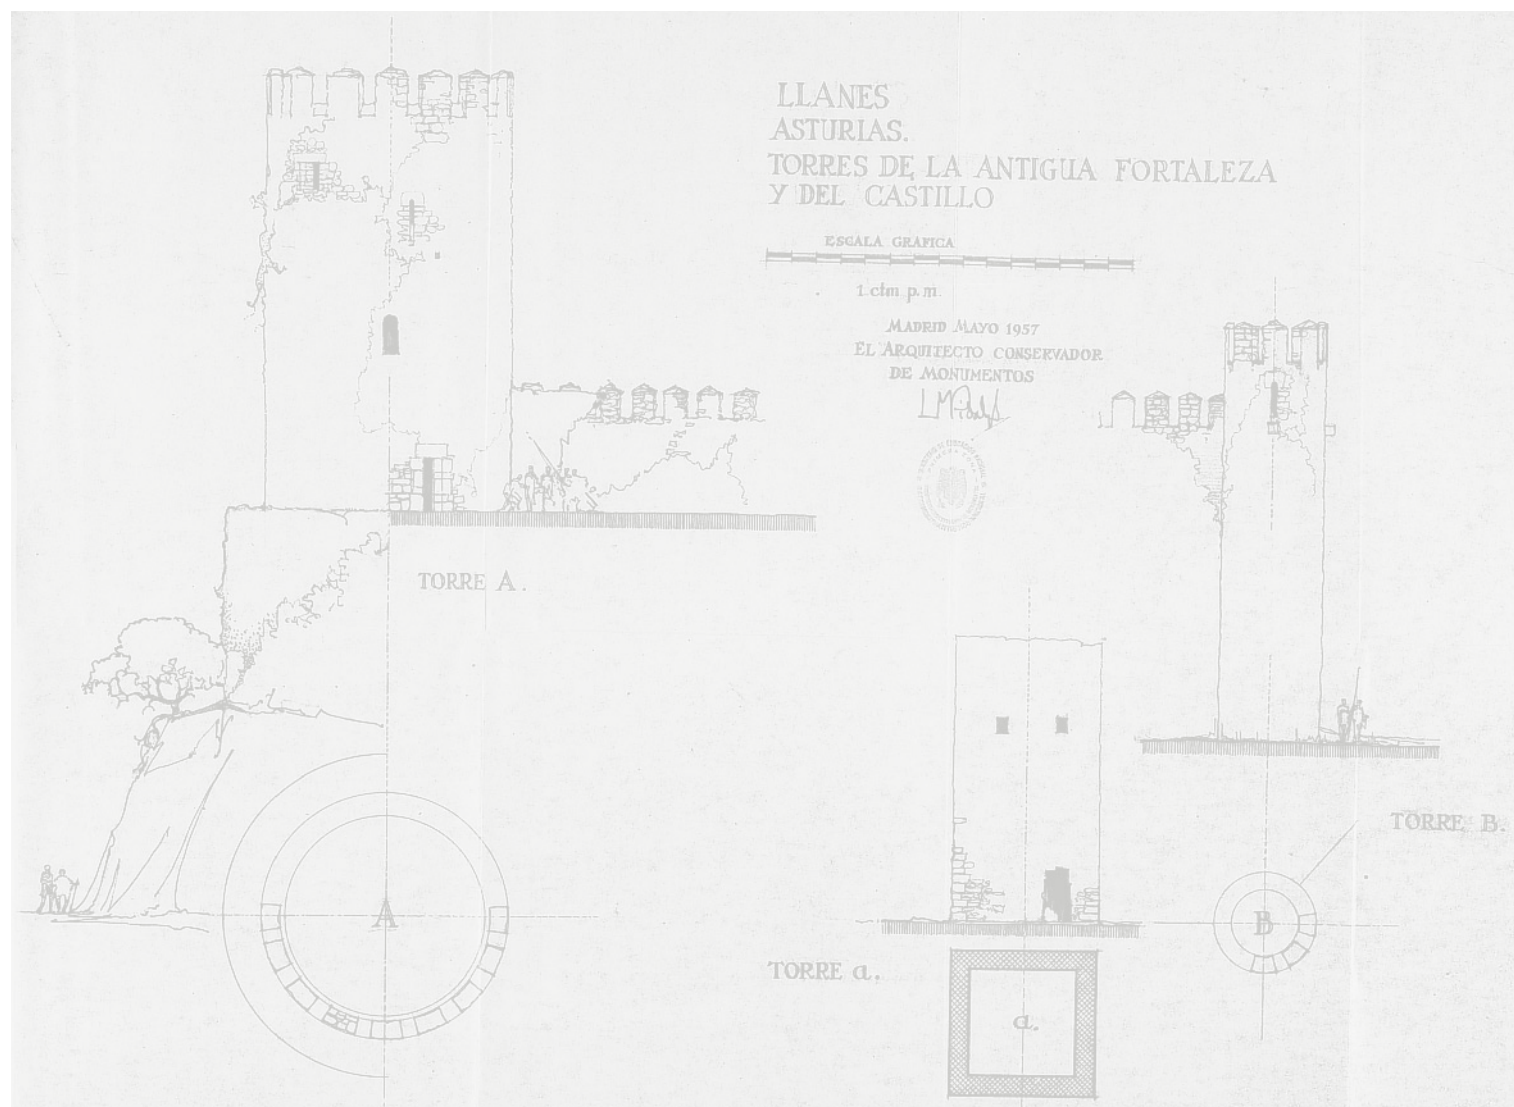 LLANES
ASTURIAS.
TORRES DE LA ANTIGUA FORTALEZA
Y DEL CASTILLO
ESCALA GRAFICA
1 ctm p. m.
MADRID MAYO 1957
EL ARQUITECTO CONSERVADOR
DE MONUMENTOS
TORRE A.
TORRE B.
A
B
TORRE a.
a.